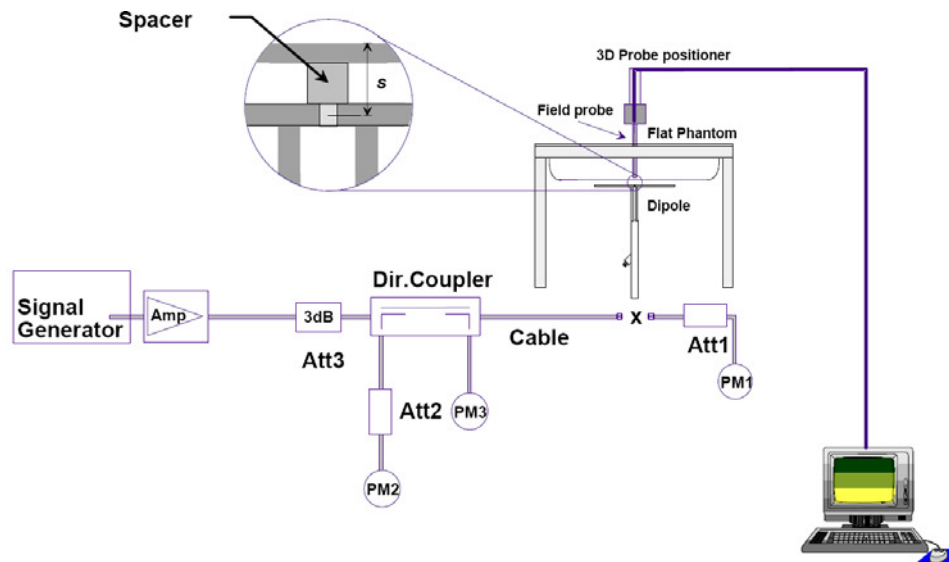 Spacer
s
3D Probe positioner
Field probe
Flat Phantom
Dipole
Signal
Generator
Amp
3dB
Att3
Dir.Coupler
Cable
x
Att1
PM1
Att2
PM3
PM2